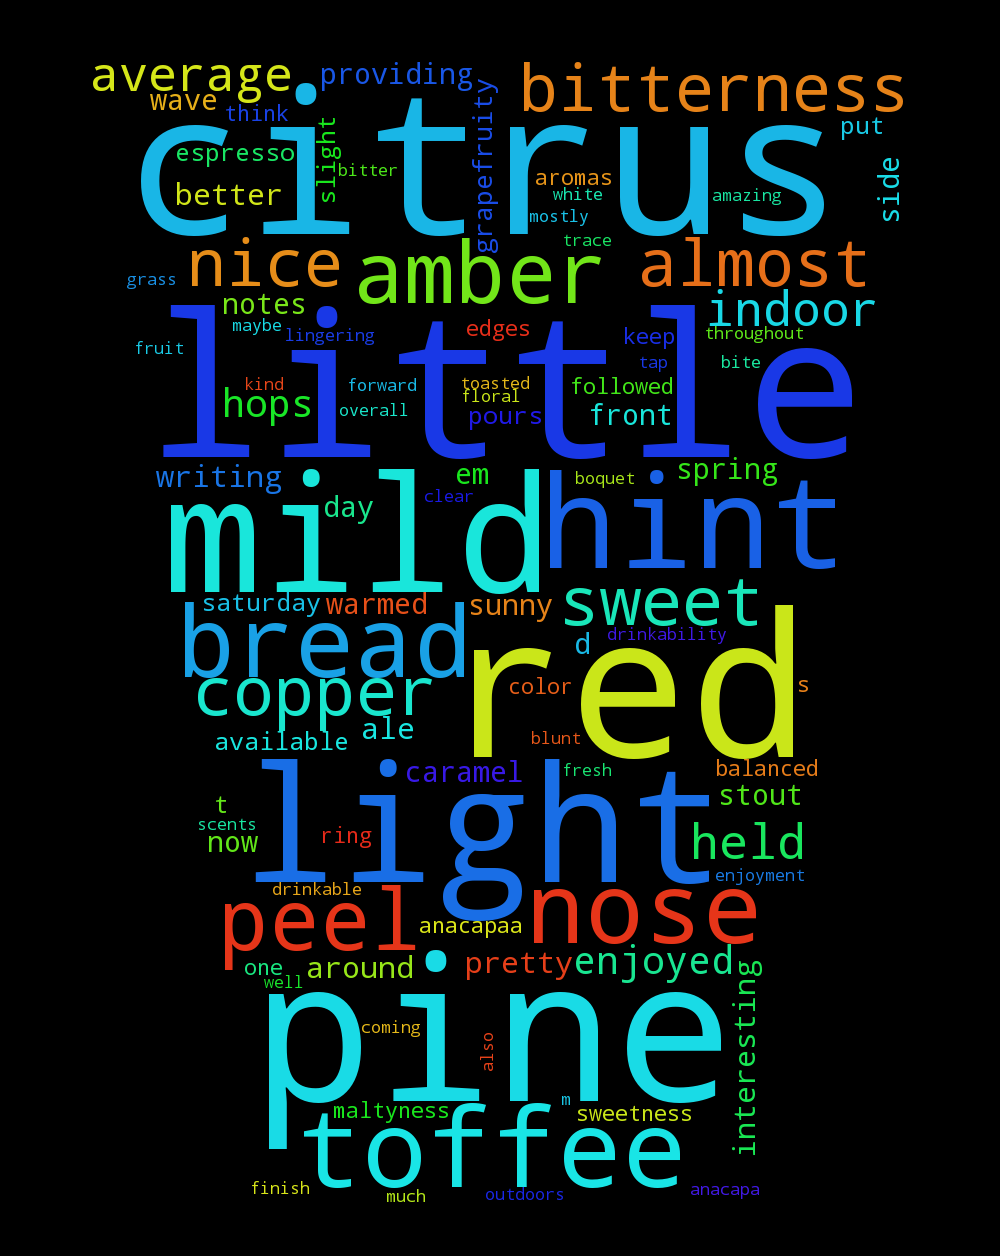 average
providing
bitterness
wave
think
citrus
grapefruity
put
espresso
slight
bitter
aromas
side
better
white
amazing
mostly
trace
nice
amber
almost
grass
notes
indoor
maybe
lingering
edges
keep
throughout
fruit
little
tap
bite
kind
forward
toasted
followed
hops
overall
floral
pours
front
writing
em
boquet
spring
day
clear
mild
hint
saturday
warmed
sunny
sweet
bread
d
drinkability
red
copper
color
s
available
ale
blunt
caramel
fresh
balanced
light
stout
t
scents
now
ring
held
drinkable
enjoyment
peel
anacapaa
nose
one
around
pretty
enjoyed
well
interesting
pine
coming
also
maltyness
m
sweetness
toffee
finish
much
outdoors
anacapa